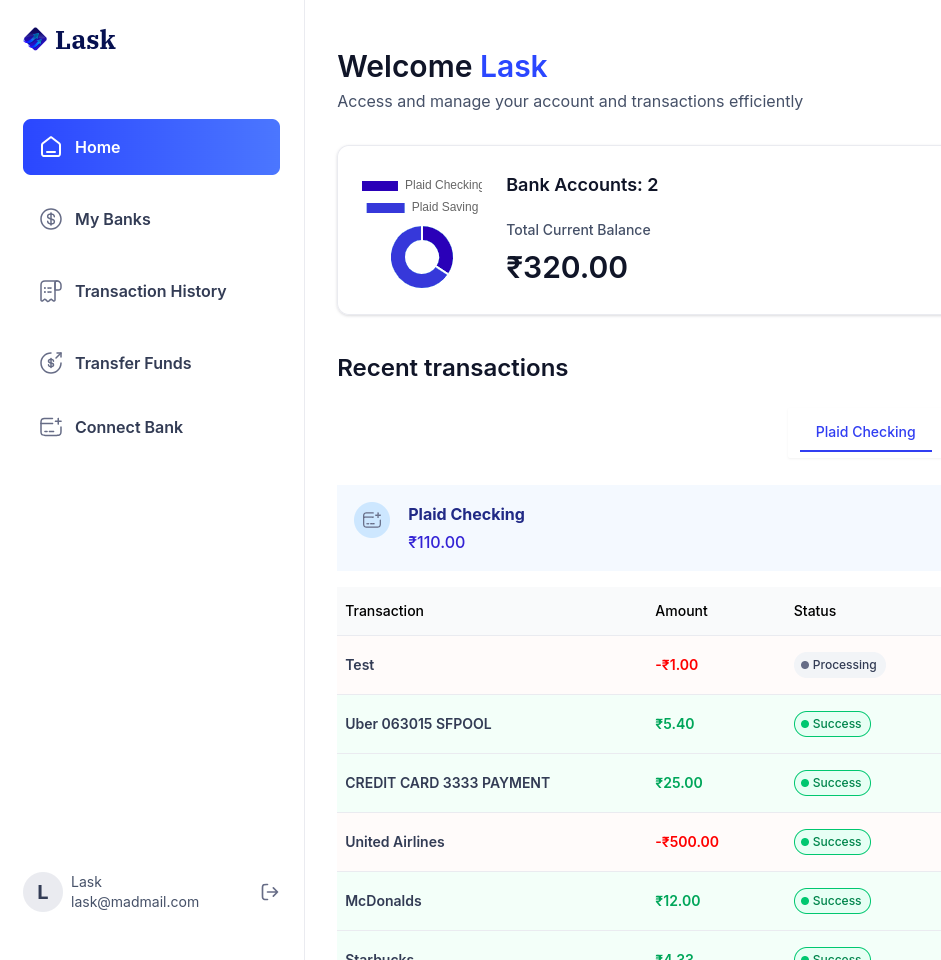 Lask
Home
My Banks
Transaction History
Transfer Funds
Connect Bank
L
Lask
lask@madmail.com
Welcome Lask
Access and manage your account and transactions efficiently
Plaid Checking
Plaid Saving
Bank Accounts: 2
Total Current Balance
₹320.00
Recent transactions
Plaid Checking
Plaid Checking
₹110.00
Transaction Amount Status
Test -₹1.00 Processing
Uber 063015 SFPOOL ₹5.40 Success
CREDIT CARD 3333 PAYMENT ₹25.00 Success
United Airlines -₹500.00 Success
McDonalds ₹12.00 Success
Starbucks ₹4.33 Success